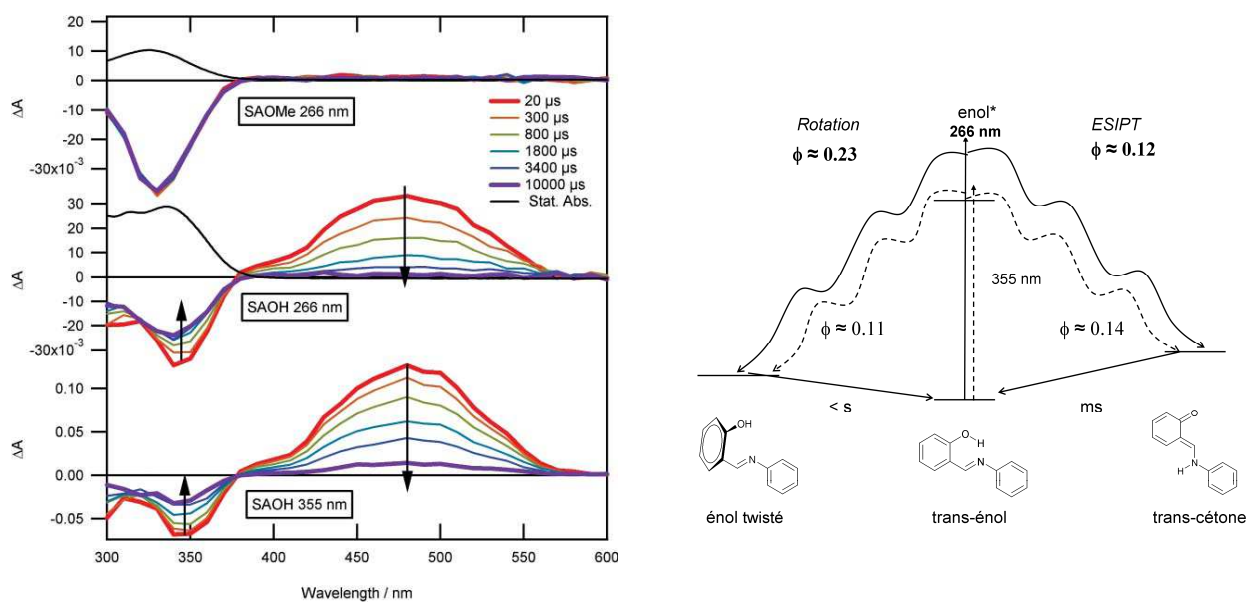 20
10
0
-10
-20
-30x10⁻³
ΔA
SAOMe 266 nm
20 µs
300 µs
800 µs
1800 µs
3400 µs
10000 µs
Stat. Abs.
30
20
10
0
-10
-20
-30x10⁻³
ΔA
SAOH 266 nm
0.10
0.05
0.00
-0.05
ΔA
SAOH 355 nm
300 350 400 450 500 550 600
Wavelength / nm
enol*
266 nm
Rotation
ϕ ≈ 0.23
ESIPT
ϕ ≈ 0.12
355 nm
ϕ ≈ 0.11
ϕ ≈ 0.14
< s
ms
OH
N
O
H
N
O
N
H
énol twisté
trans-énol
trans-cétone